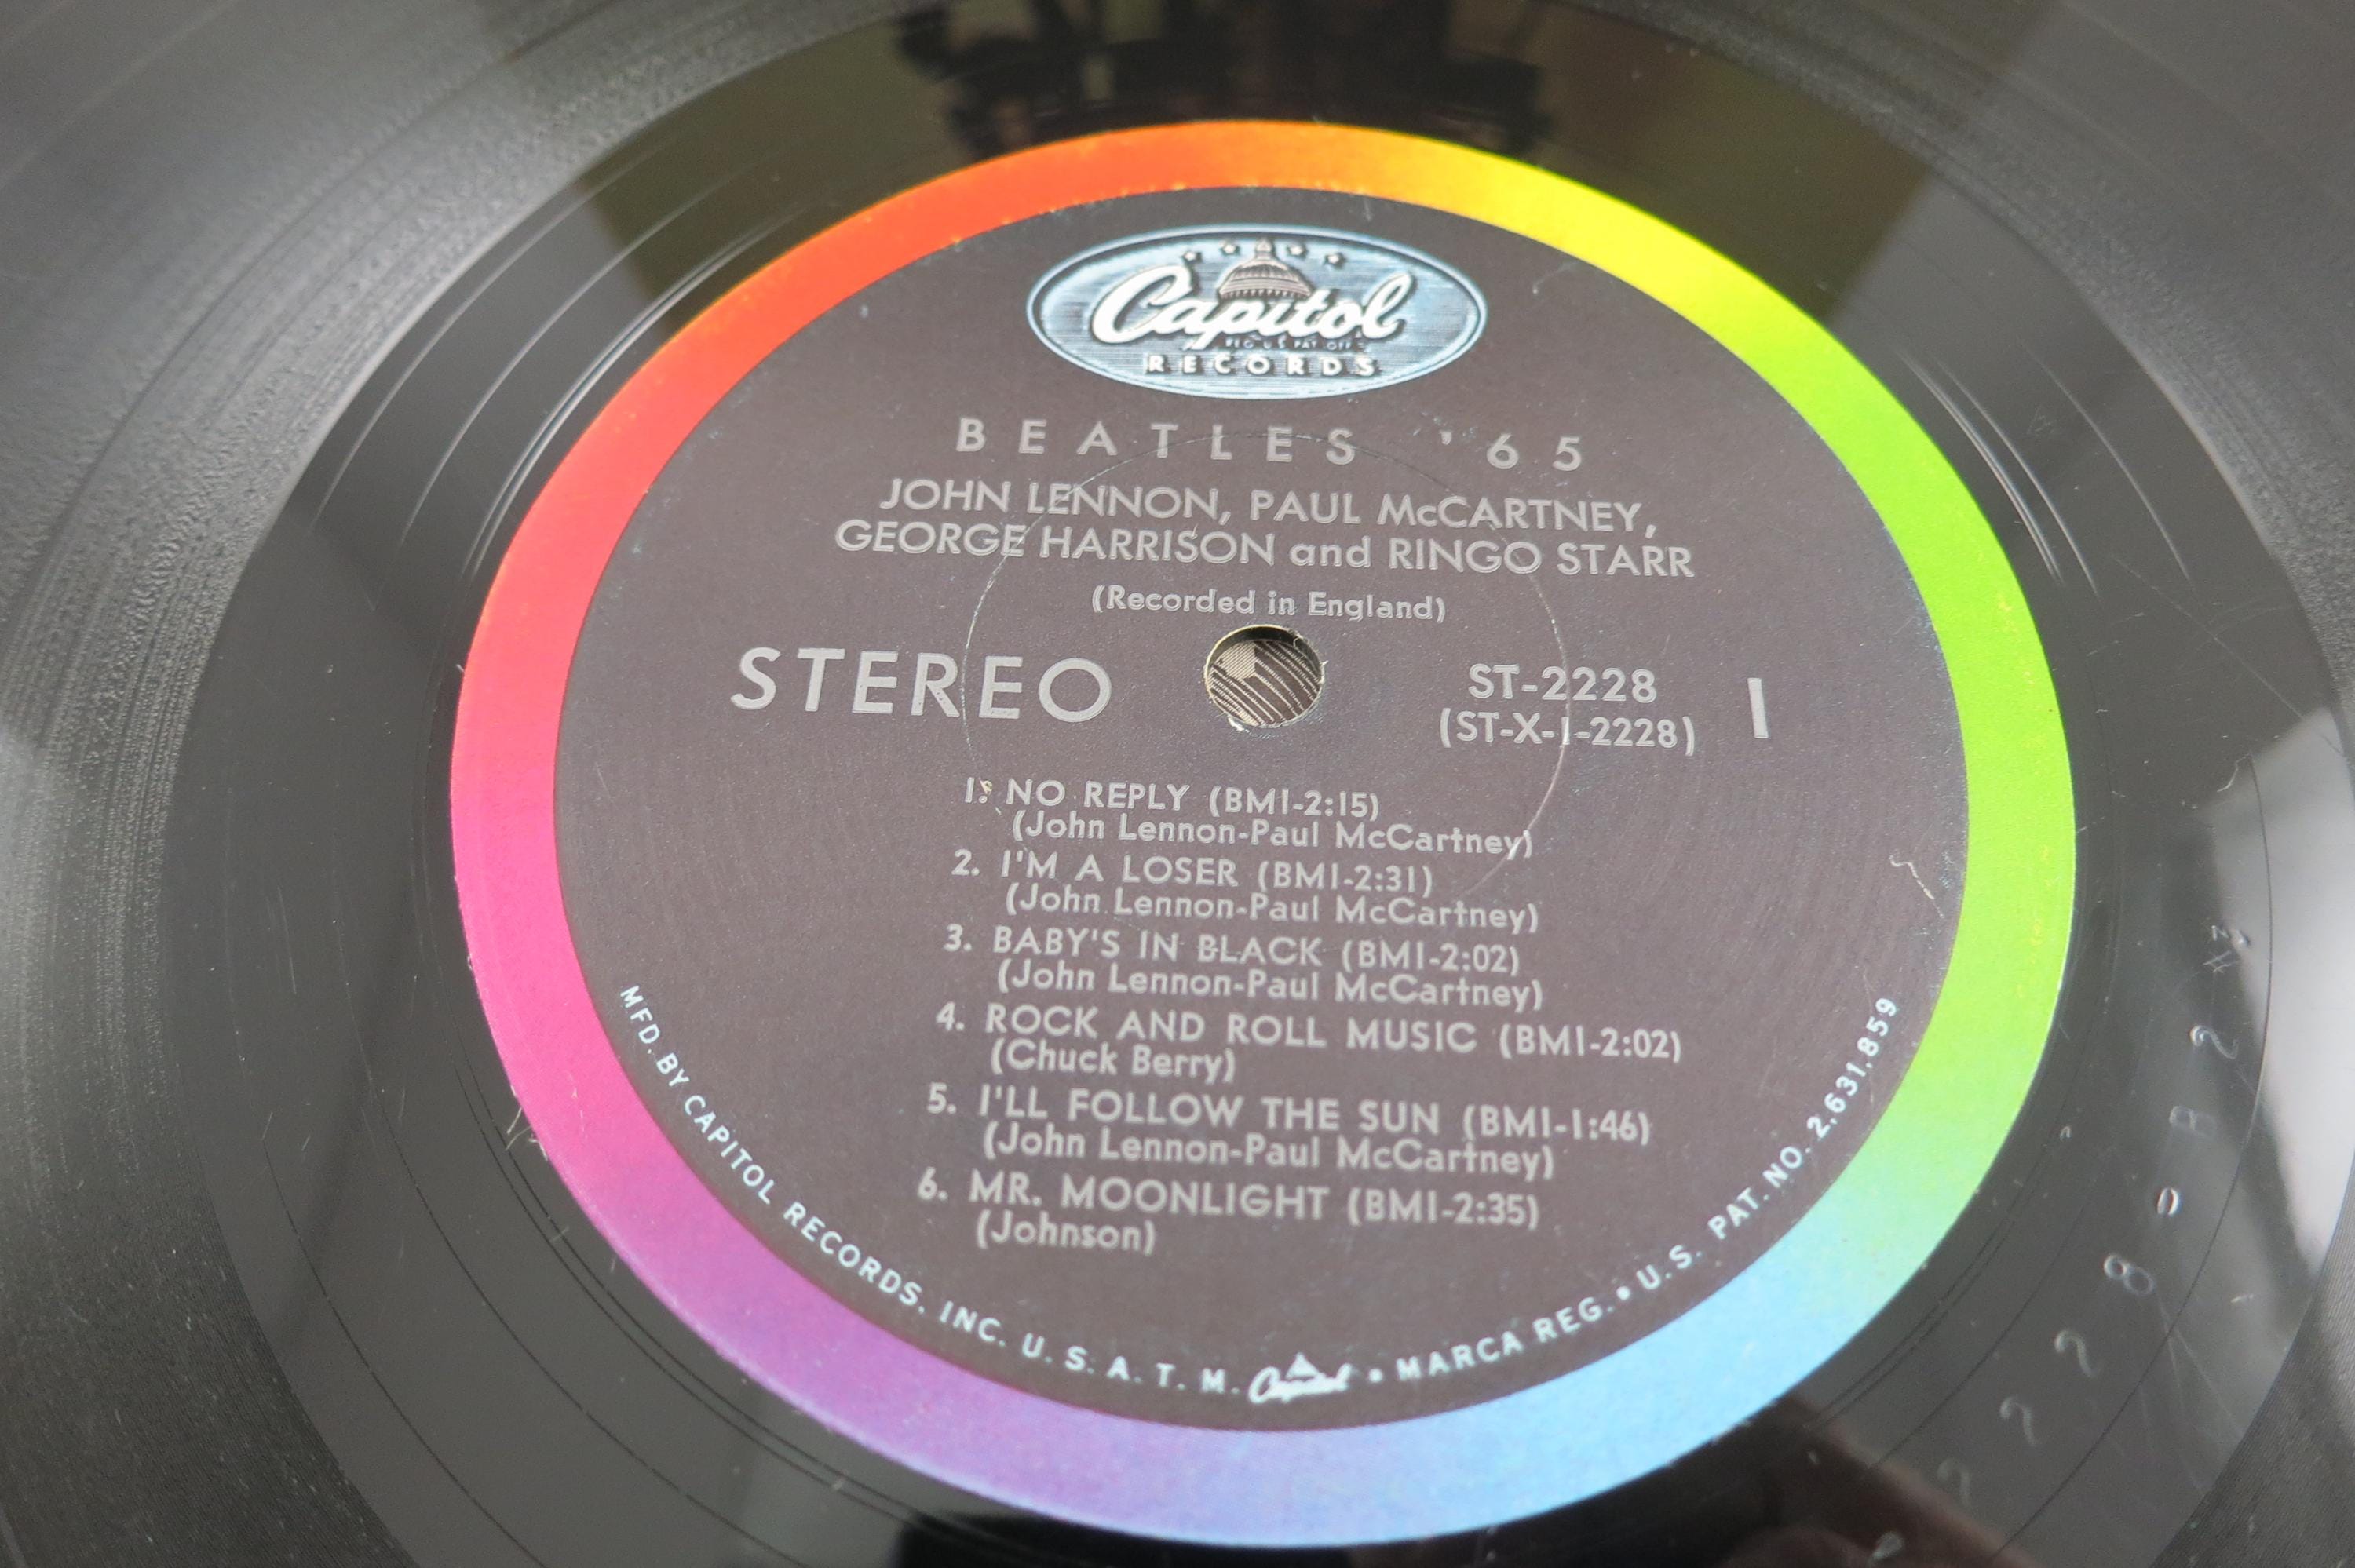 Capitol
REG. U.S. PAT. OFF.
RECORDS
BEATLES '65
JOHN LENNON, PAUL McCARTNEY,
GEORGE HARRISON and RINGO STARR
(Recorded in England)
STEREO
ST-2228
(ST-X-1-2228)
1
1. NO REPLY (BMI-2:15)
(John Lennon-Paul McCartney)
2. I'M A LOSER (BMI-2:31)
(John Lennon-Paul McCartney)
3. BABY'S IN BLACK (BMI-2:02)
(John Lennon-Paul McCartney)
4. ROCK AND ROLL MUSIC (BMI-2:02)
(Chuck Berry)
5. I'LL FOLLOW THE SUN (BMI-1:46)
(John Lennon-Paul McCartney)
6. MR. MOONLIGHT (BMI-2:35)
(Johnson)
MFD. BY CAPITOL RECORDS, INC. U. S. A. T. M. Capitol • MARCA REG. • U.S. PAT. NO. 2,631,859